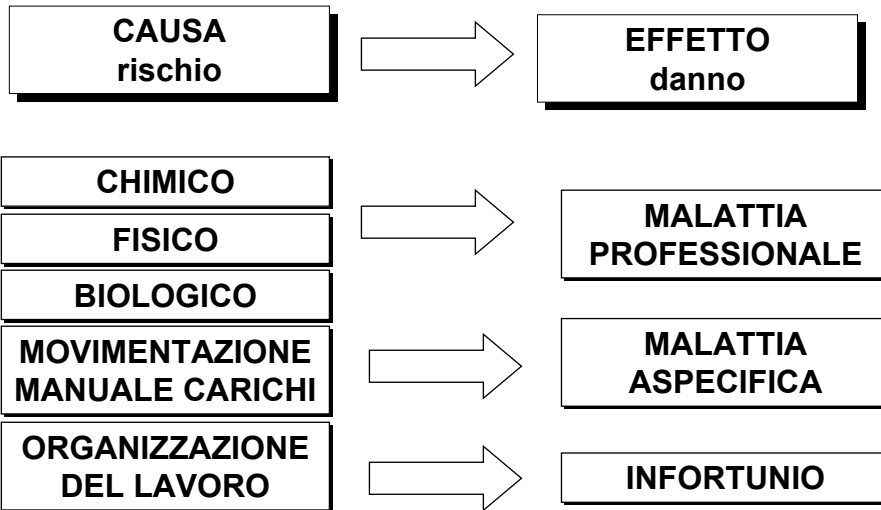 CAUSA
rischio
EFFETTO
danno
CHIMICO
FISICO
BIOLOGICO
MOVIMENTAZIONE
MANUALE CARICHI
ORGANIZZAZIONE
DEL LAVORO
MALATTIA
PROFESSIONALE
MALATTIA
ASPECIFICA
INFORTUNIO